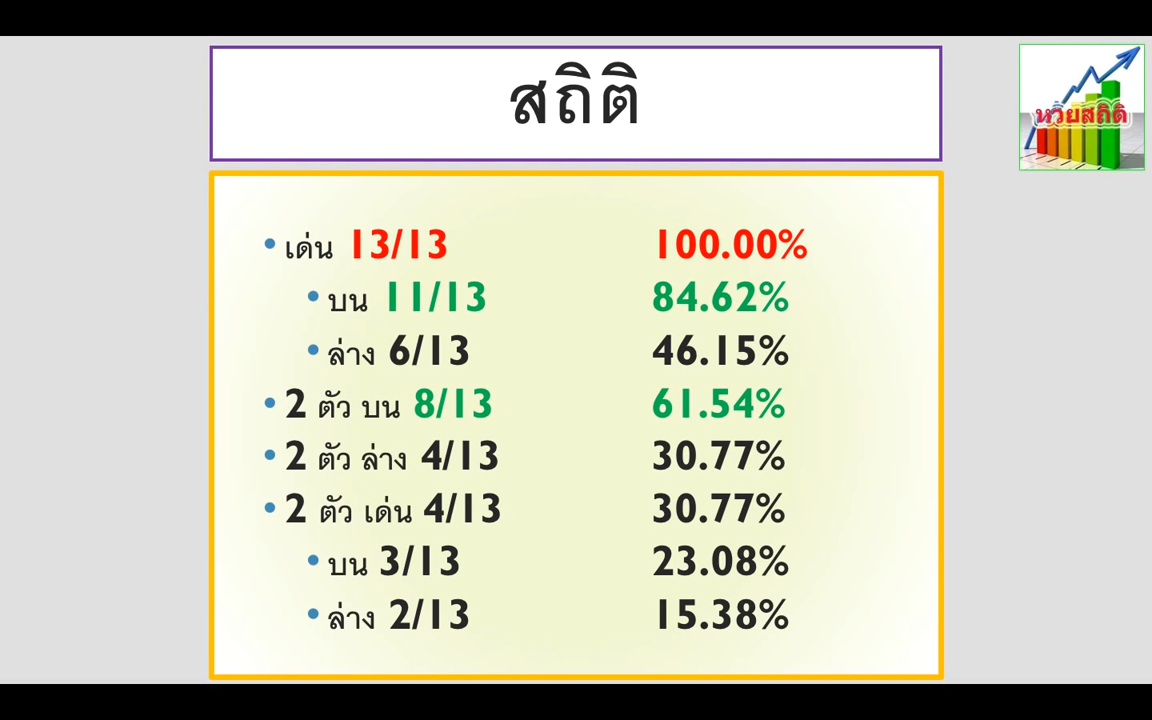 สถิติ
หวยสถิติ
• เด่น 13/13 100.00%
• บน 11/13 84.62%
• ล่าง 6/13 46.15%
• 2 ตัว บน 8/13 61.54%
• 2 ตัว ล่าง 4/13 30.77%
• 2 ตัว เด่น 4/13 30.77%
• บน 3/13 23.08%
• ล่าง 2/13 15.38%